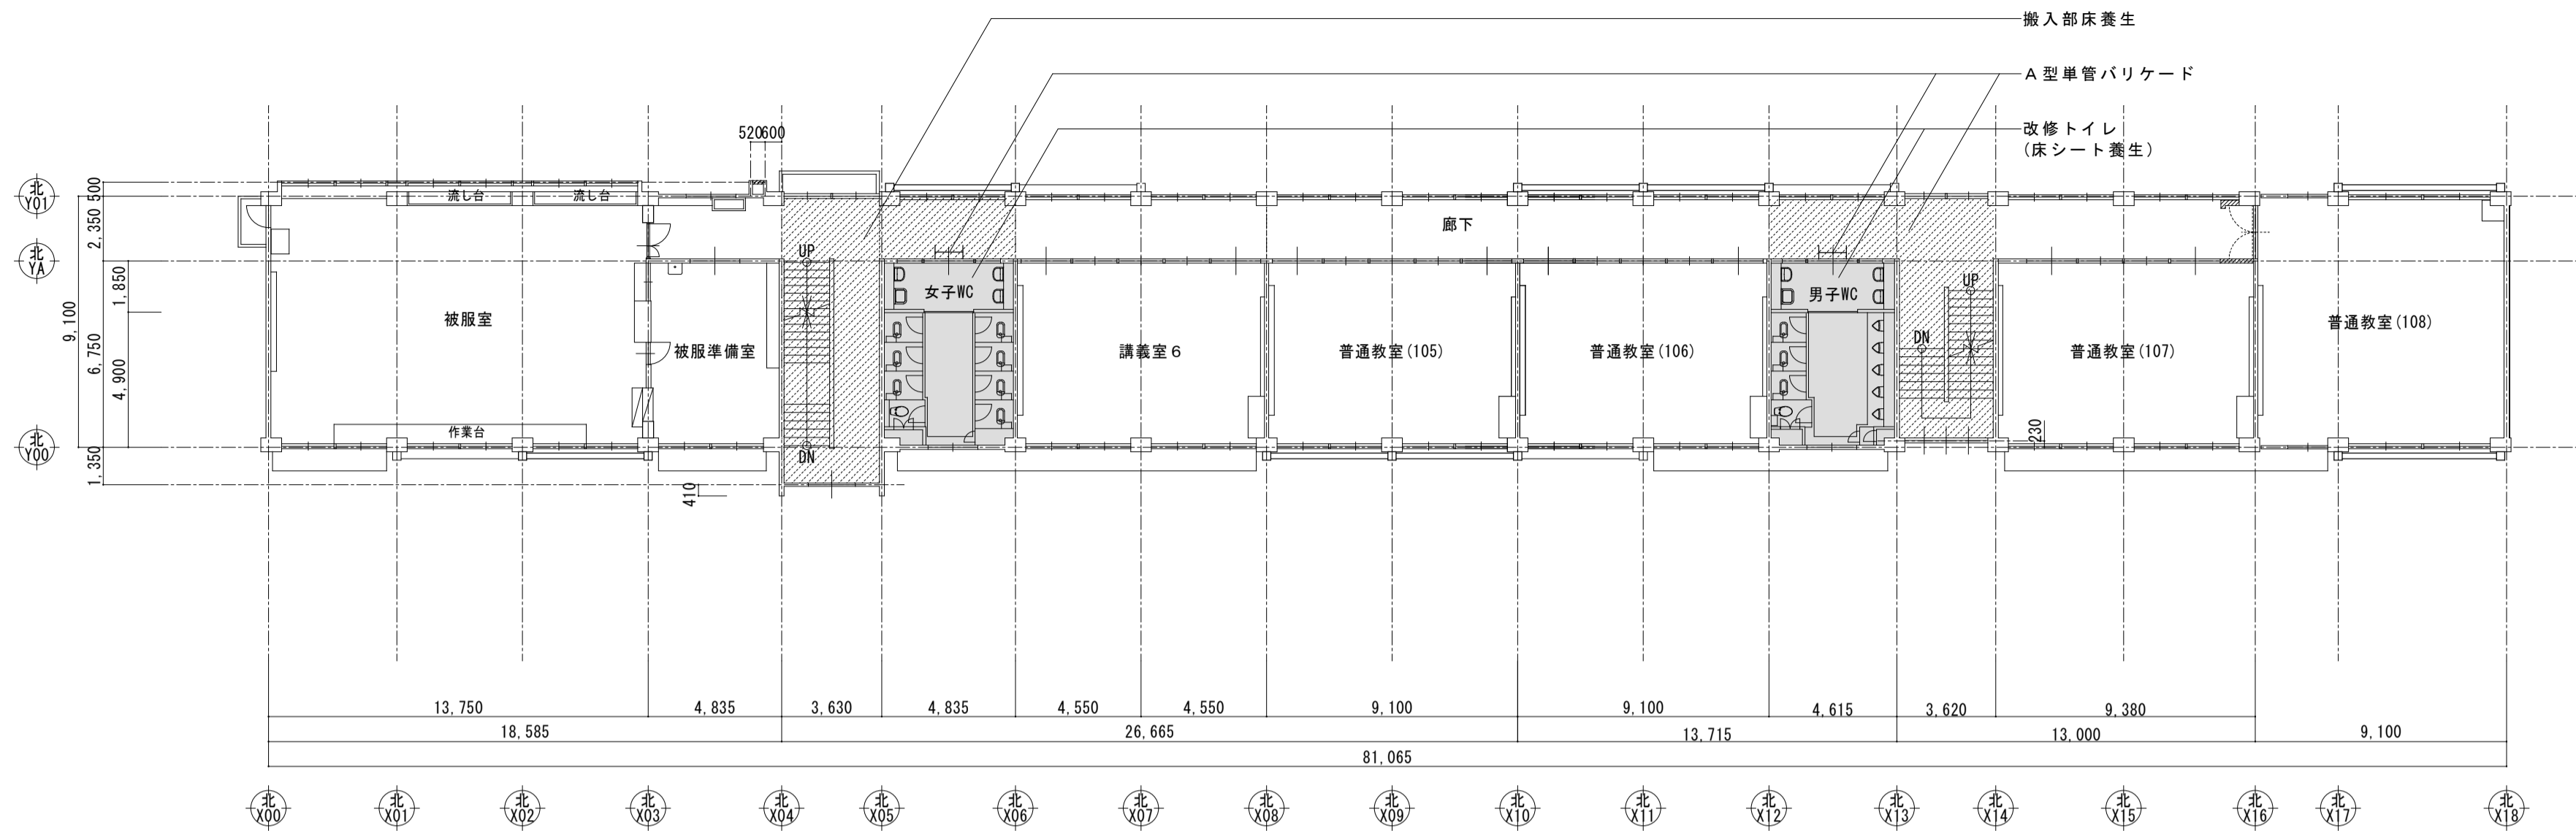 搬入部床養生
A型単管バリケード
改修トイレ
(床シート養生)
520 600
北
Y01
500
2,350
北
YA
1,850
9,100
6,750
4,900
北
Y00
1,350
流し台
流し台
UP
廊下
女子WC
男子WC
UP
被服室
被服準備室
講義室6
普通教室(105)
普通教室(106)
DN
普通教室(107)
普通教室(108)
作業台
DN
230
410
13,750
4,835
3,630
4,835
4,550
4,550
9,100
9,100
4,615
3,620
9,380
18,585
26,665
13,715
13,000
9,100
81,065
北
X00
北
X01
北
X02
北
X03
北
X04
北
X05
北
X06
北
X07
北
X08
北
X09
北
X10
北
X11
北
X12
北
X13
北
X14
北
X15
北
X16
北
X17
北
X18